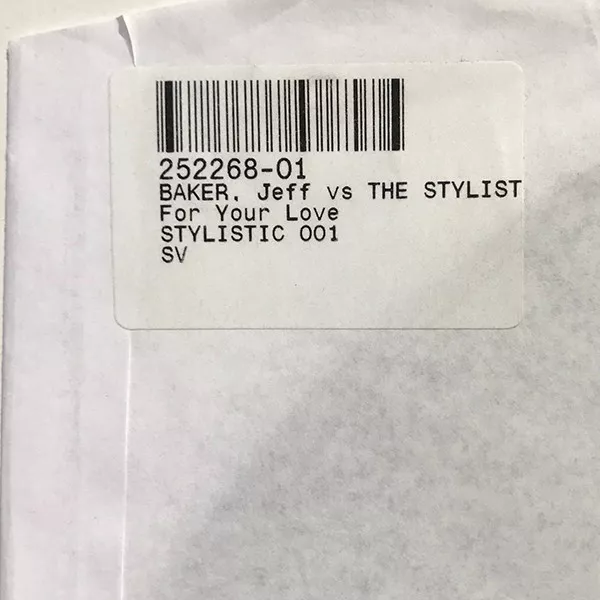 252268-01
BAKER, Jeff vs THE STYLIST
For Your Love
STYLISTIC 001
SV